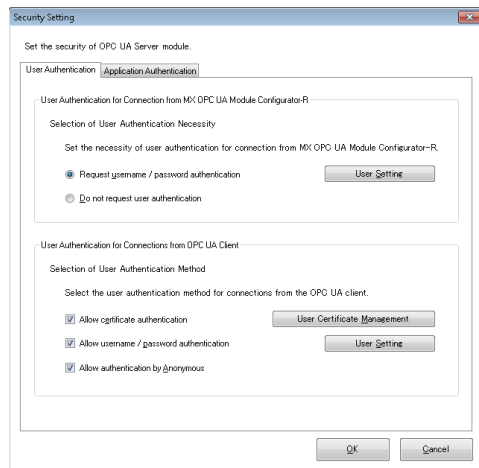 Security Setting
Set the security of OPC UA Server module.
User Authentication Application Authentication
User Authentication for Connection from MX OPC UA Module Configurator-R
Selection of User Authentication Necessity
Set the necessity of user authentication for connection from MX OPC UA Module Configurator-R.
Request username / password authentication User Setting
Do not request user authentication
User Authentication for Connections from OPC UA Client
Selection of User Authentication Method
Select the user authentication method for connections from the OPC UA client.
Allow certificate authentication User Certificate Management
Allow username / password authentication User Setting
Allow authentication by Anonymous
OK Cancel